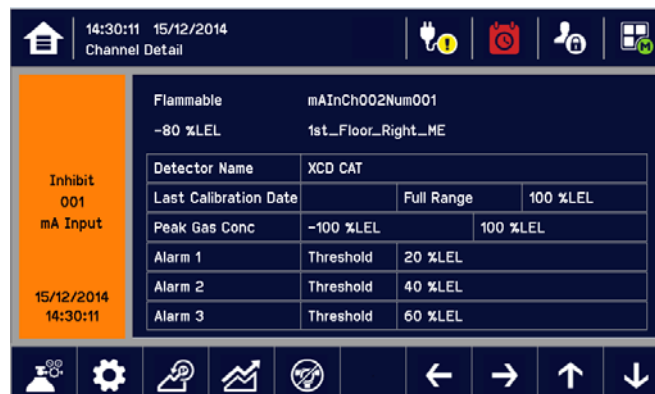 14:30:11 15/12/2014
Channel Detail
M
Inhibit
001
mA Input
15/12/2014
14:30:11
Flammable mAInCh002Num001
-80 %LEL 1st_Floor_Right_ME
Detector Name XCD CAT
Last Calibration Date Full Range 100 %LEL
Peak Gas Conc -100 %LEL 100 %LEL
Alarm 1 Threshold 20 %LEL
Alarm 2 Threshold 40 %LEL
Alarm 3 Threshold 60 %LEL